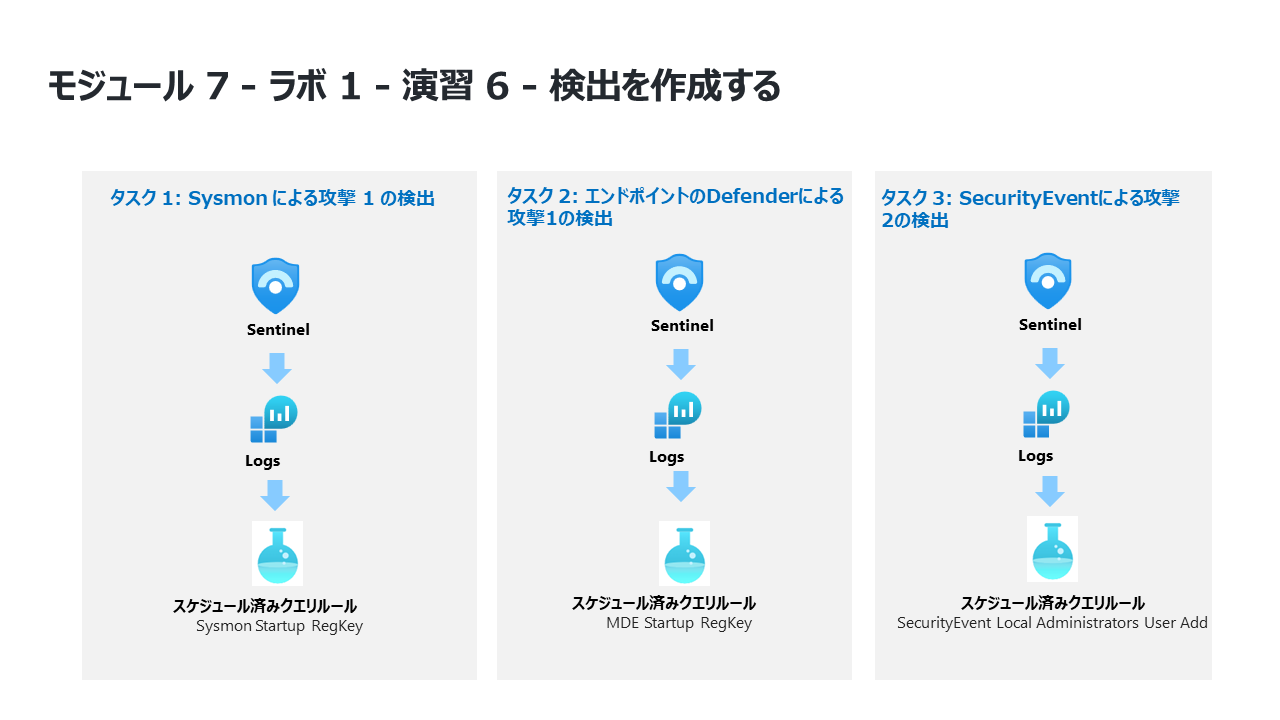 モジュール 7 - ラボ 1 - 演習 6 - 検出を作成する
タスク 1: Sysmon による攻撃 1 の検出
Sentinel
Logs
スケジュール済みクエリルール
Sysmon Startup RegKey
タスク 2: エンドポイントのDefenderによる
攻撃1の検出
Sentinel
Logs
スケジュール済みクエリルール
MDE Startup RegKey
タスク 3: SecurityEventによる攻撃
2の検出
Sentinel
Logs
スケジュール済みクエリルール
SecurityEvent Local Administrators User Add